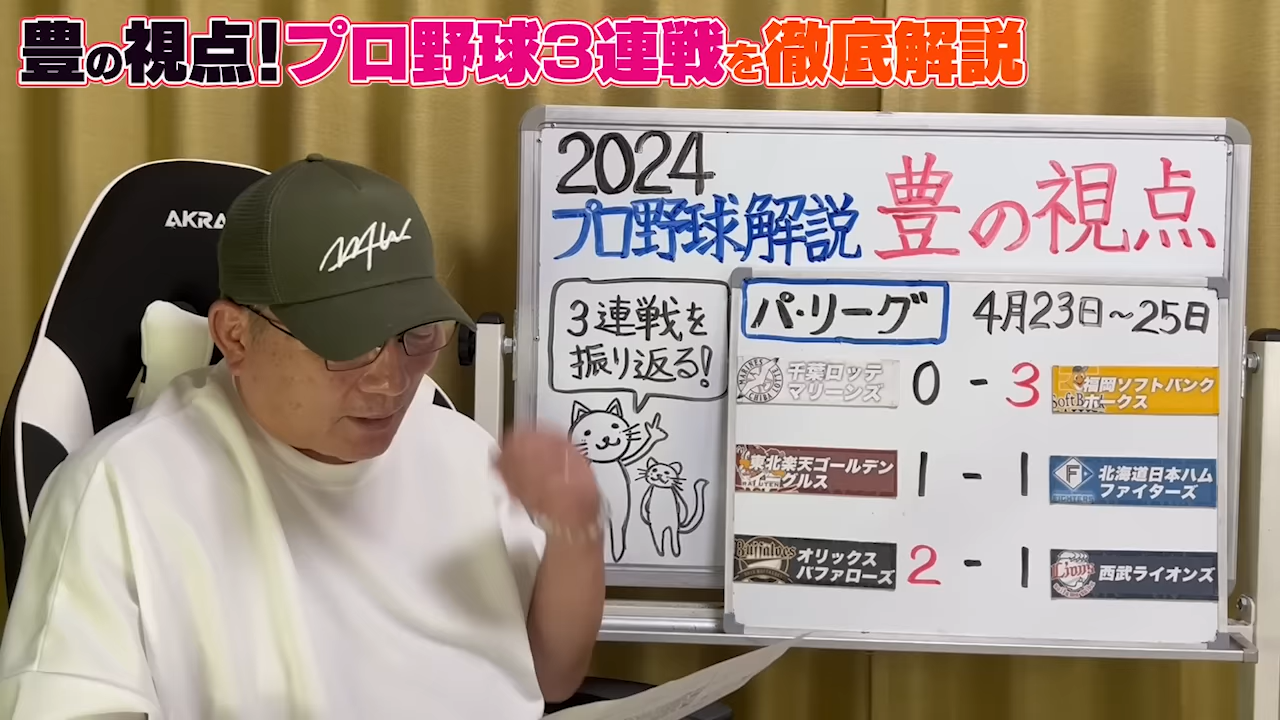 豊の視点!プロ野球3連戦を徹底解説
AKRA
2024
プロ野球解説 豊の視点
3連戦を
振り返る!
パ・リーグ 4月23日~25日
千葉ロッテ
マリーンズ
0 - 3
福岡ソフトバンク
ホークス
東北楽天ゴールデン
グルス
1 - 1
北海道日本ハム
ファイターズ
FIGHTERS
Buffaloes
オリックス
バファローズ
2 - 1
Lions
西武ライオンズ